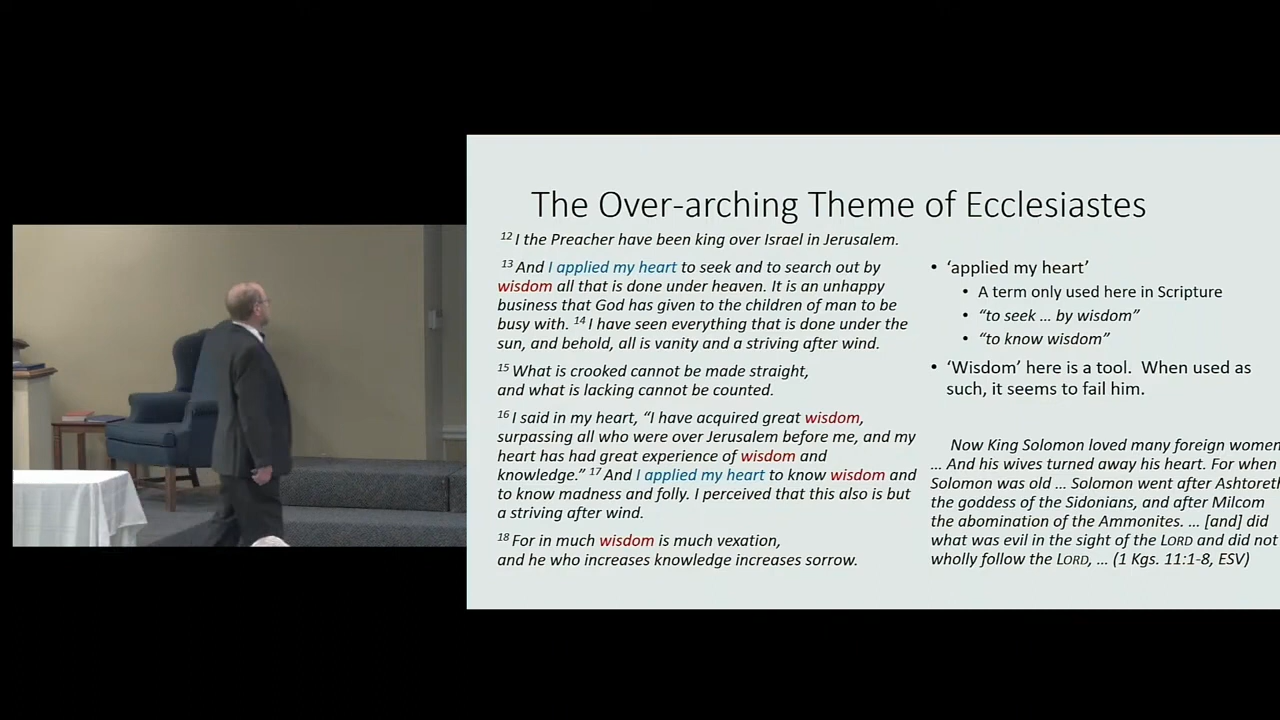 The Over-arching Theme of Ecclesiastes
12 I the Preacher have been king over Israel in Jerusalem.
13 And I applied my heart to seek and to search out by
wisdom all that is done under heaven. It is an unhappy
business that God has given to the children of man to be
busy with. 14 I have seen everything that is done under the
sun, and behold, all is vanity and a striving after wind.
15 What is crooked cannot be made straight,
and what is lacking cannot be counted.
16 I said in my heart, “I have acquired great wisdom,
surpassing all who were over Jerusalem before me, and my
heart has had great experience of wisdom and
knowledge.” 17 And I applied my heart to know wisdom and
to know madness and folly. I perceived that this also is but
a striving after wind.
18 For in much wisdom is much vexation,
and he who increases knowledge increases sorrow.
• ‘applied my heart’
• A term only used here in Scripture
• “to seek … by wisdom”
• “to know wisdom”
• ‘Wisdom’ here is a tool. When used as
such, it seems to fail him.
Now King Solomon loved many foreign women
… And his wives turned away his heart. For when
Solomon was old … Solomon went after Ashtoreth
the goddess of the Sidonians, and after Milcom
the abomination of the Ammonites. … [and] did
what was evil in the sight of the LORD and did not
wholly follow the LORD, … (1 Kgs. 11:1-8, ESV)